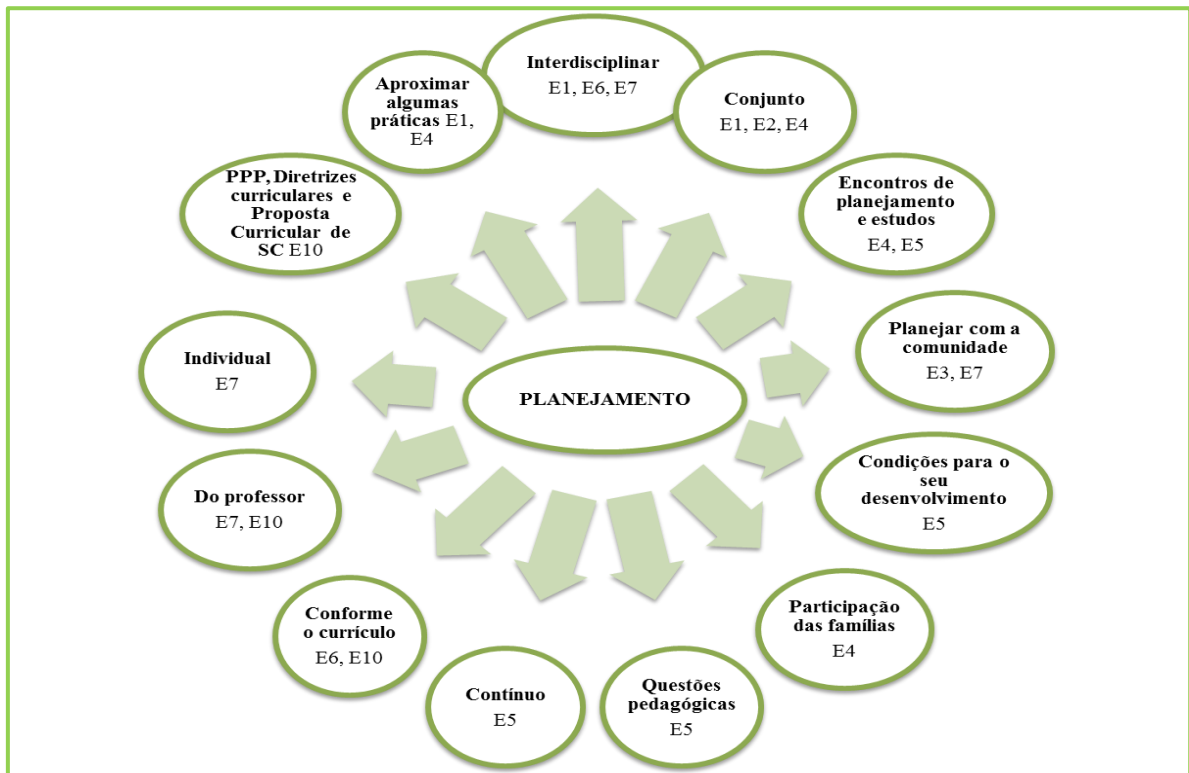 Interdisciplinar
E1, E6, E7
Conjunto
E1, E2, E4
Encontros de
planejamento
e estudos
E4, E5
Planejar com a
comunidade
E3, E7
Condições para o
seu
desenvolvimento
E5
Participação
das famílias
E4
Questões
pedagógicas
E5
Contínuo
E5
Conforme
o currículo
E6, E10
Do professor
E7, E10
Individual
E7
PPP, Diretrizes
curriculares e
Proposta
Curricular de
SC E10
Aproximar
algumas
práticas E1,
E4
PLANEJAMENTO